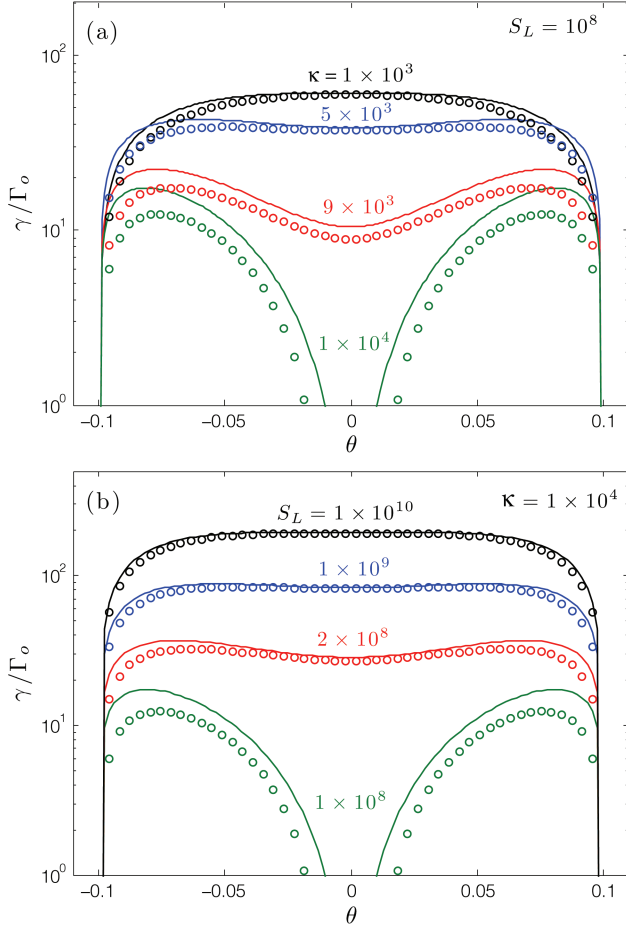 (a)
S_L = 10^8
10^2
κ = 1 × 10^3
5 × 10^3
γ/Γ_o
10^1
9 × 10^3
1 × 10^4
10^0
−0.1 −0.05 0 0.05 0.1
θ
(b)
S_L = 1 × 10^10
κ = 1 × 10^4
1 × 10^9
10^2
2 × 10^8
γ/Γ_o
10^1
1 × 10^8
10^0
−0.1 −0.05 0 0.05 0.1
θ